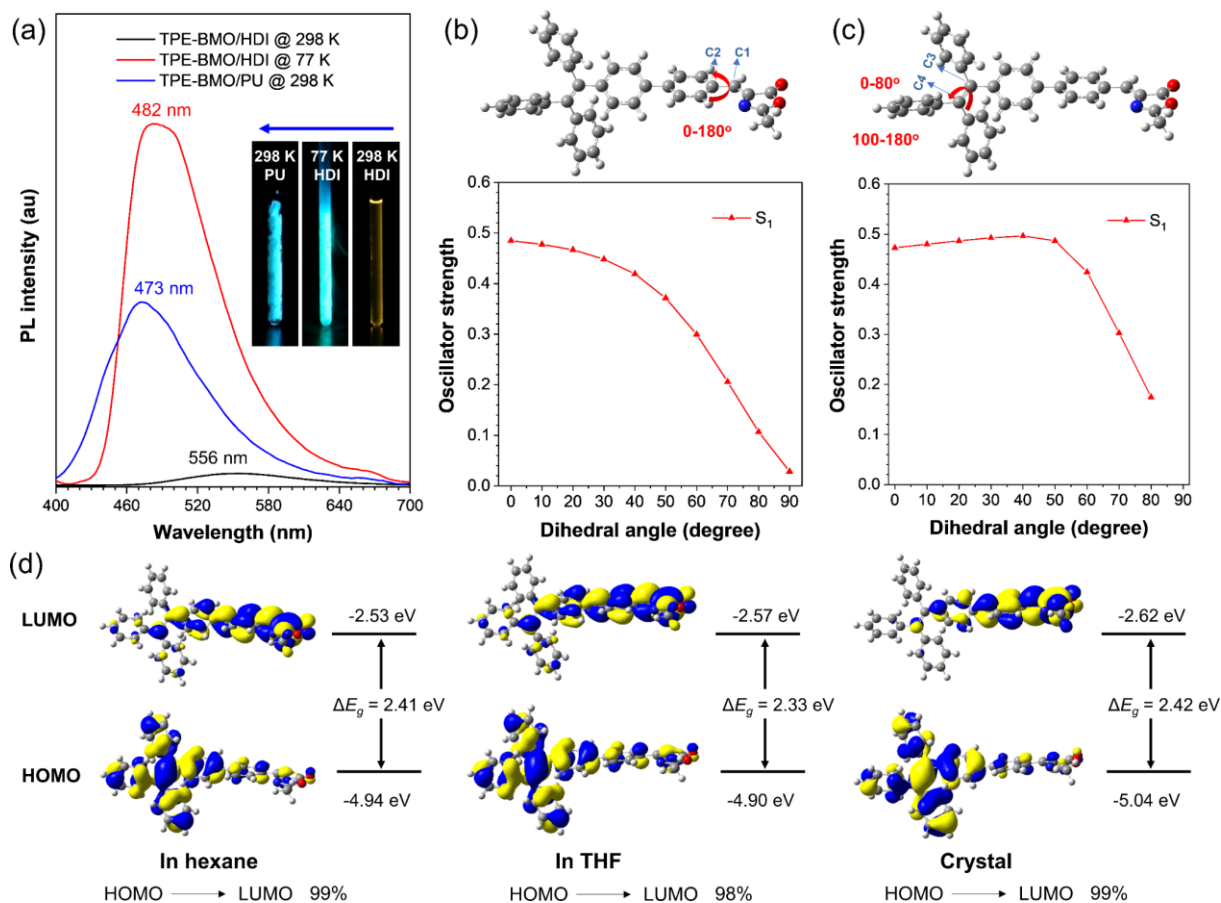 (a)
TPE-BMO/HDI @ 298 K
TPE-BMO/HDI @ 77 K
TPE-BMO/PU @ 298 K
482 nm
473 nm
556 nm
298 K PU
77 K HDI
298 K HDI
PL intensity (au)
400 460 520 580 640 700
Wavelength (nm)
(b)
C2 C1
0-180°
S1
Oscillator strength
0.6
0.5
0.4
0.3
0.2
0.1
0.0
0 10 20 30 40 50 60 70 80 90
Dihedral angle (degree)
(c)
C3
C4
0-80°
100-180°
S1
Oscillator strength
0.6
0.5
0.4
0.3
0.2
0.1
0.0
0 10 20 30 40 50 60 70 80 90
Dihedral angle (degree)
(d)
LUMO
-2.53 eV
-2.57 eV
-2.62 eV
ΔEg = 2.41 eV
ΔEg = 2.33 eV
ΔEg = 2.42 eV
HOMO
-4.94 eV
-4.90 eV
-5.04 eV
In hexane
In THF
Crystal
HOMO → LUMO 99%
HOMO → LUMO 98%
HOMO → LUMO 99%